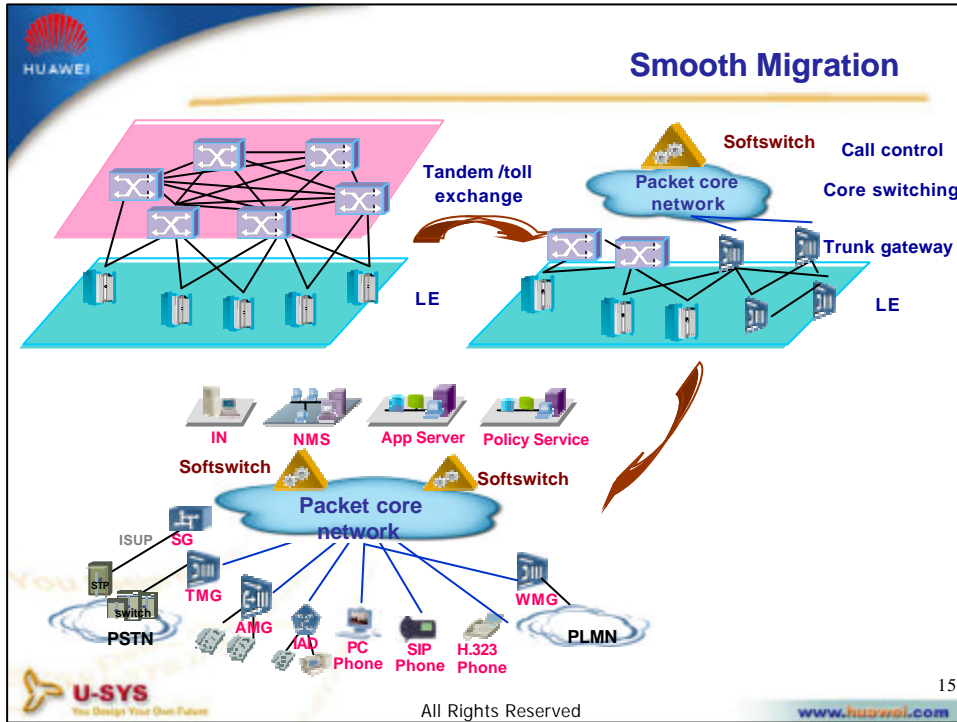 HUAWEI
Smooth Migration
Softswitch
Call control
Tandem /toll
exchange
Packet core
network
Core switching
Trunk gateway
LE
LE
IN
NMS
App Server
Policy Service
Softswitch
Softswitch
Packet core
network
ISUP
SG
STP
TMG
switch
PSTN
AMG
IAD
PC
Phone
SIP
Phone
H.323
Phone
WMG
PLMN
U-SYS
You Design Your Own Future
All Rights Reserved
15
www.huawei.com